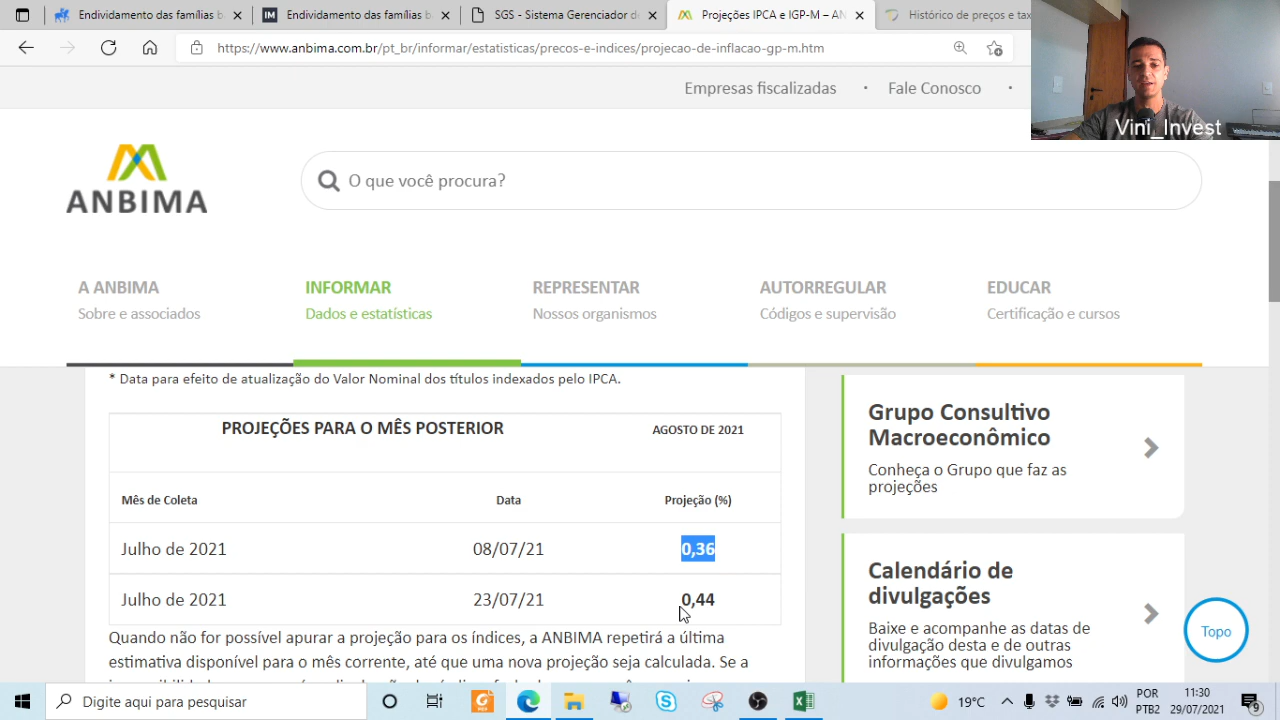 Endividamento das famílias
GS - Sistema Gerenciador de
Projeções IPCA e IGP-M – AN
Histórico de preços e tax
https://www.anbima.com.br/pt_br/informar/estatisticas/precos-e-indices/projecao-de-inflacao-gp-m.htm
Vini_Invest
Empresas fiscalizadas · Fale Conosco ·
ANBIMA
O que você procura?
A ANBIMA
Sobre e associados
INFORMAR
Dados e estatísticas
REPRESENTAR
Nossos organismos
AUTORREGULAR
Códigos e supervisão
EDUCAR
Certificação e cursos
* Data para efeito de atualização do Valor Nominal dos títulos indexados pelo IPCA.
PROJEÇÕES PARA O MÊS POSTERIOR AGOSTO DE 2021
Mês de Coleta Data Projeção (%)
Julho de 2021 08/07/21 0,36
Julho de 2021 23/07/21 0,44
Quando não for possível apurar a projeção para os índices, a ANBIMA repetirá a última
estimativa disponível para o mês corrente, até que uma nova projeção seja calculada. Se a
Grupo Consultivo
Macroeconômico
Conheça o Grupo que faz as
projeções
Calendário de
divulgações
Baixe e acompanhe as datas de
divulgação desta e de outras
informações que divulgamos
Topo
Digite aqui para pesquisar
19°C
POR
PTB2
11:30
29/07/2021
9